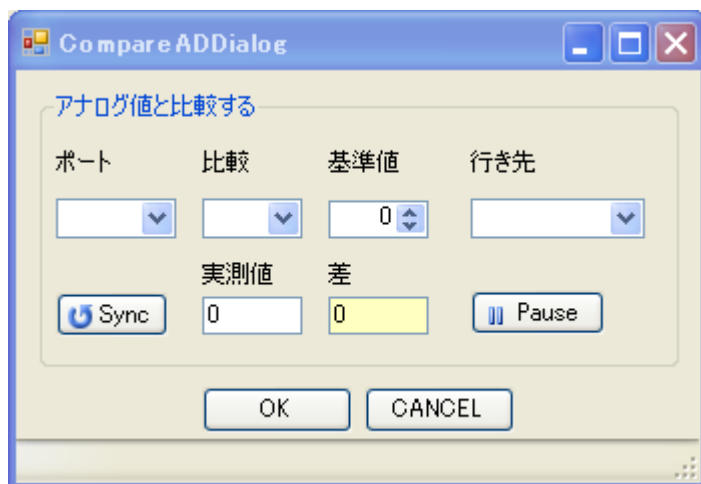 CompareADDialog
アナログ値と比較する
ポート 比較 基準値 行き先
0
実測値 差
Sync 0 0 Pause
OK CANCEL